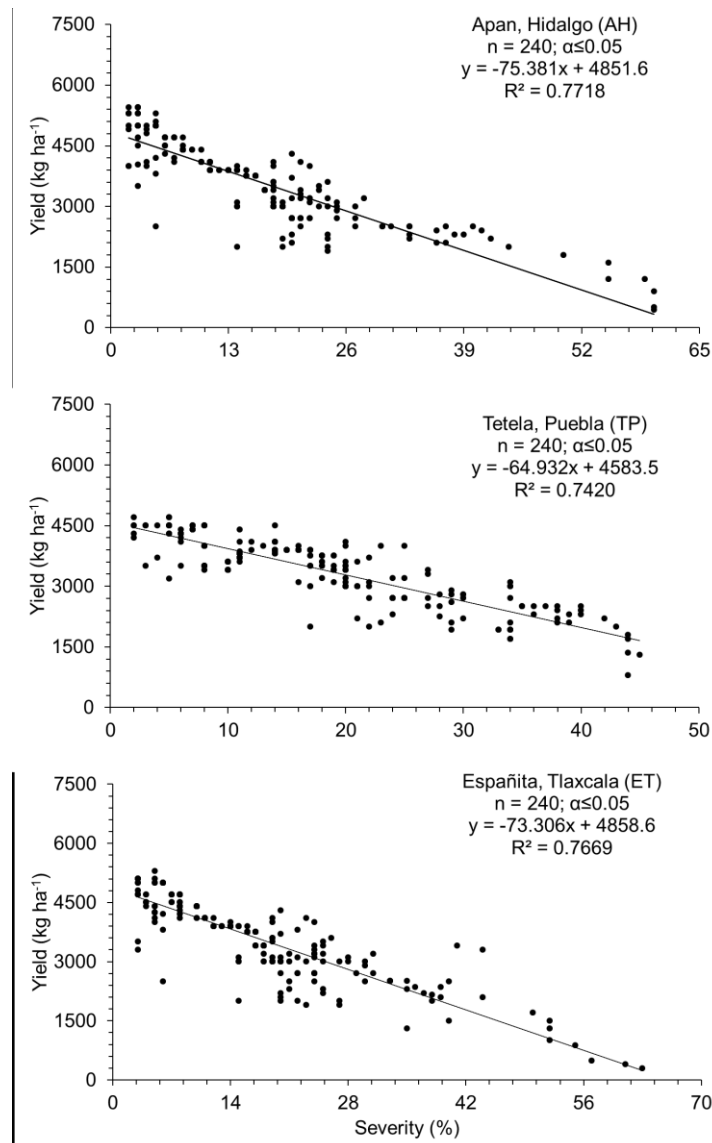 7500
6000
4500
3000
1500
0
Yield (kg ha⁻¹)
Apan, Hidalgo (AH)
n = 240; α≤0.05
y = -75.381x + 4851.6
R² = 0.7718
0 13 26 39 52 65
7500
6000
4500
3000
1500
0
Yield (kg ha⁻¹)
Tetela, Puebla (TP)
n = 240; α≤0.05
y = -64.932x + 4583.5
R² = 0.7420
0 10 20 30 40 50
7500
6000
4500
3000
1500
0
Yield (kg ha⁻¹)
Españita, Tlaxcala (ET)
n = 240; α≤0.05
y = -73.306x + 4858.6
R² = 0.7669
0 14 28 42 56 70
Severity (%)